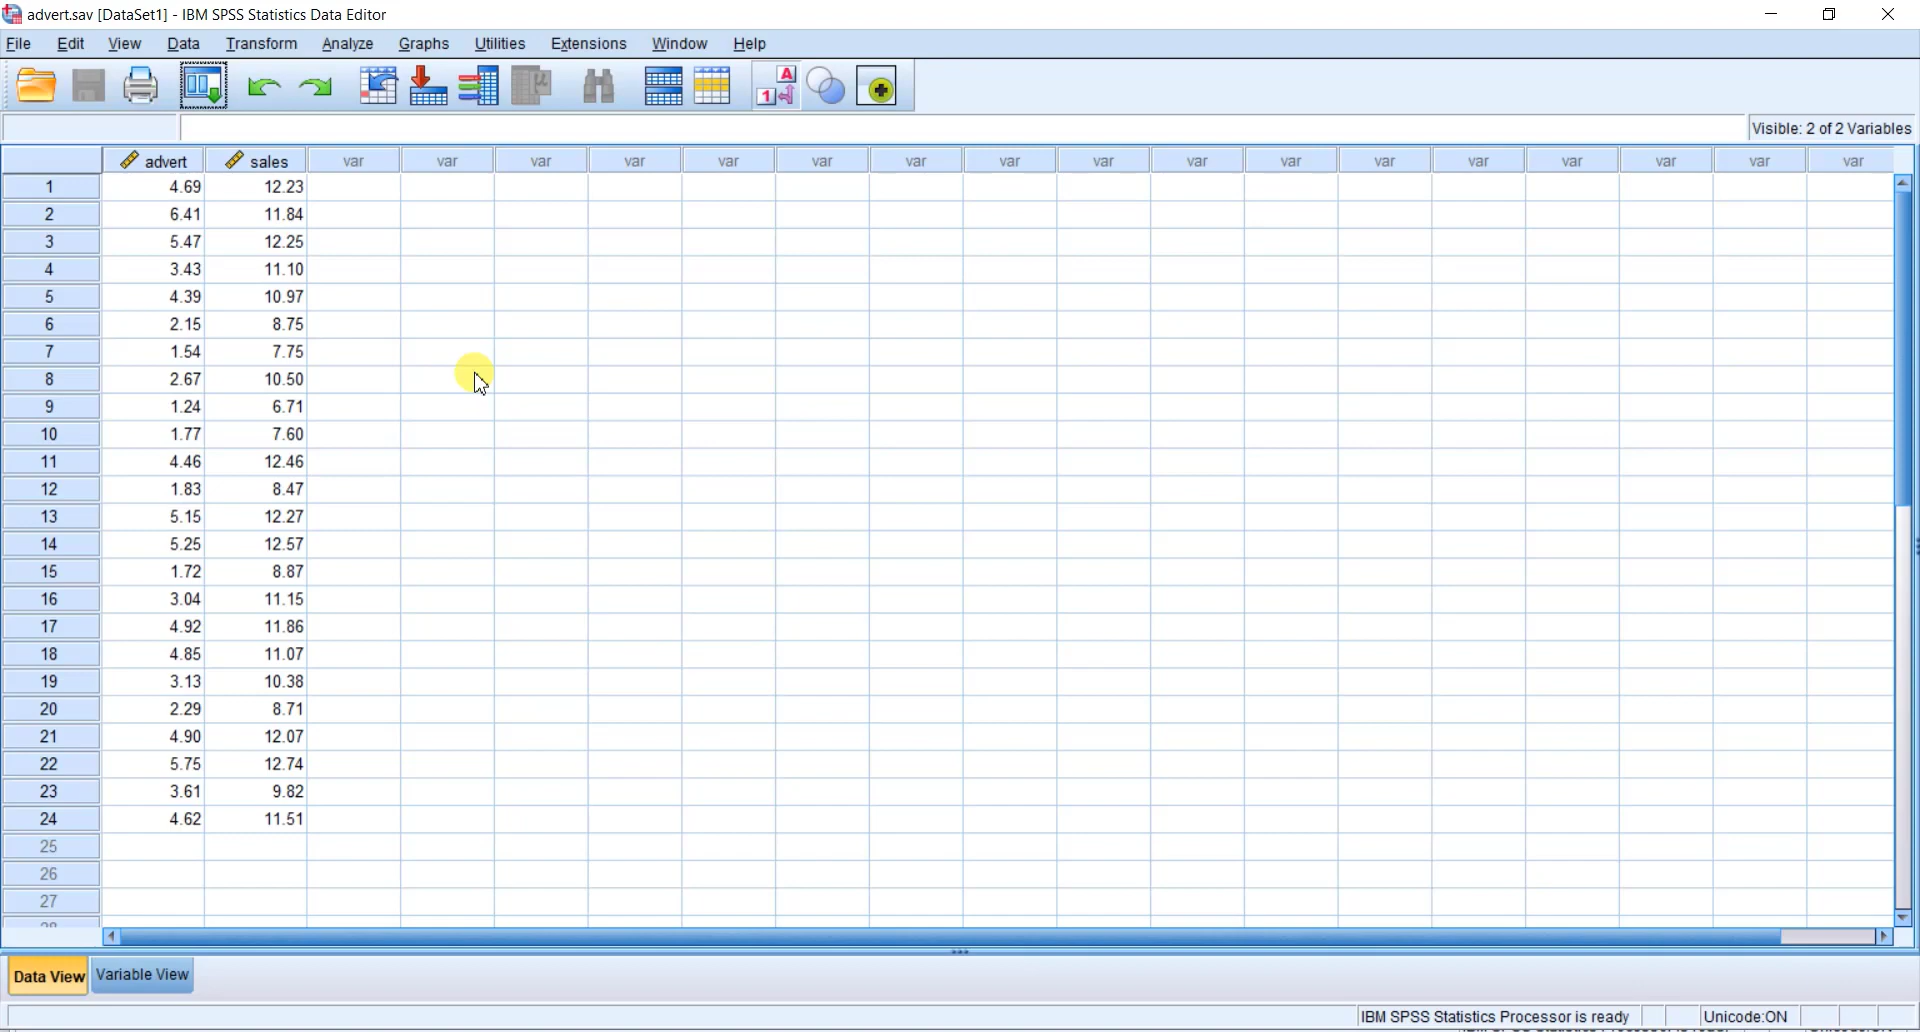 advert.sav [DataSet1] - IBM SPSS Statistics Data Editor
File Edit View Data Transform Analyze Graphs Utilities Extensions Window Help
Visible: 2 of 2 Variables
advert sales var var var var var var var var var var var var var var var var var
1 4.69 12.23
2 6.41 11.84
3 5.47 12.25
4 3.43 11.10
5 4.39 10.97
6 2.15 8.75
7 1.54 7.75
8 2.67 10.50
9 1.24 6.71
10 1.77 7.60
11 4.46 12.46
12 1.83 8.47
13 5.15 12.27
14 5.25 12.57
15 1.72 8.87
16 3.04 11.15
17 4.92 11.86
18 4.85 11.07
19 3.13 10.38
20 2.29 8.71
21 4.90 12.07
22 5.75 12.74
23 3.61 9.82
24 4.62 11.51
25
26
27
Data View Variable View
IBM SPSS Statistics Processor is ready Unicode:ON